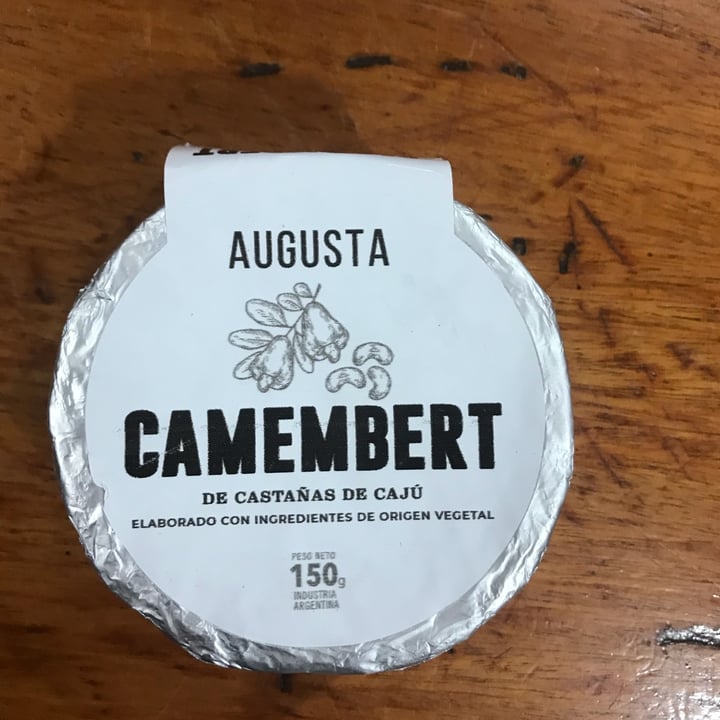 AUGUSTA
CAMEMBERT
DE CASTAÑAS DE CAJÚ
ELABORADO CON INGREDIENTES DE ORIGEN VEGETAL
PESO NETO
150g
INDUSTRIA
ARGENTINA